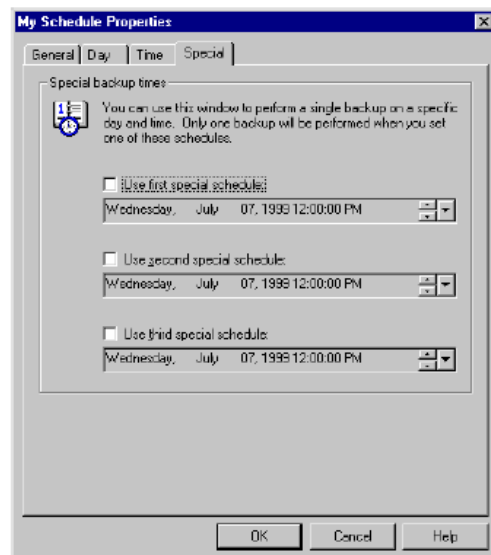 My Schedule Properties
General Day Time Special
Special backup times
You can use this window to perform a single backup on a specific
day and time. Only one backup will be performed when you set
one of these schedules.
Use first special schedule:
Wednesday, July 07, 1999 12:00:00 PM
Use second special schedule:
Wednesday, July 07, 1999 12:00:00 PM
Use third special schedule:
Wednesday, July 07, 1999 12:00:00 PM
OK Cancel Help